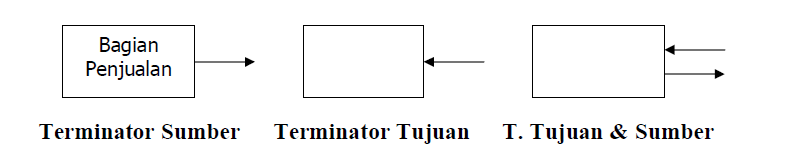 Bagian
Penjualan
Terminator Sumber
Terminator Tujuan
T. Tujuan & Sumber